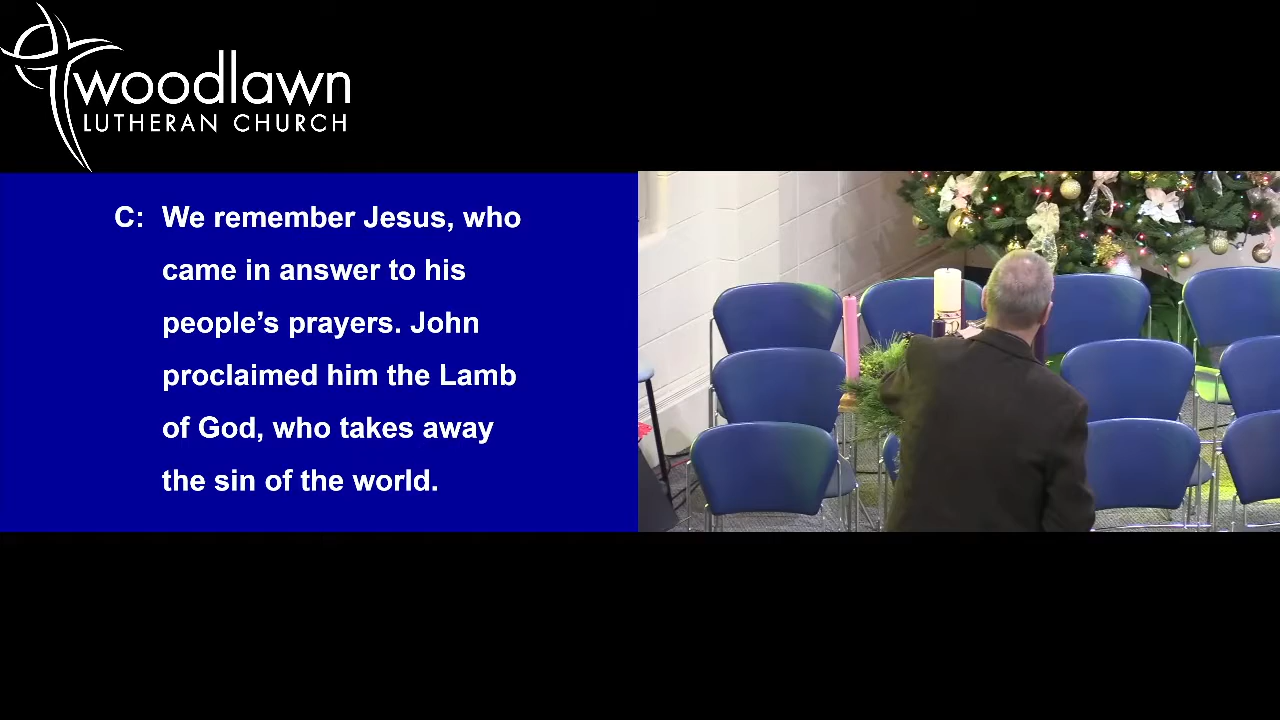 woodlawn
LUTHERAN CHURCH
C: We remember Jesus, who
came in answer to his
people’s prayers. John
proclaimed him the Lamb
of God, who takes away
the sin of the world.